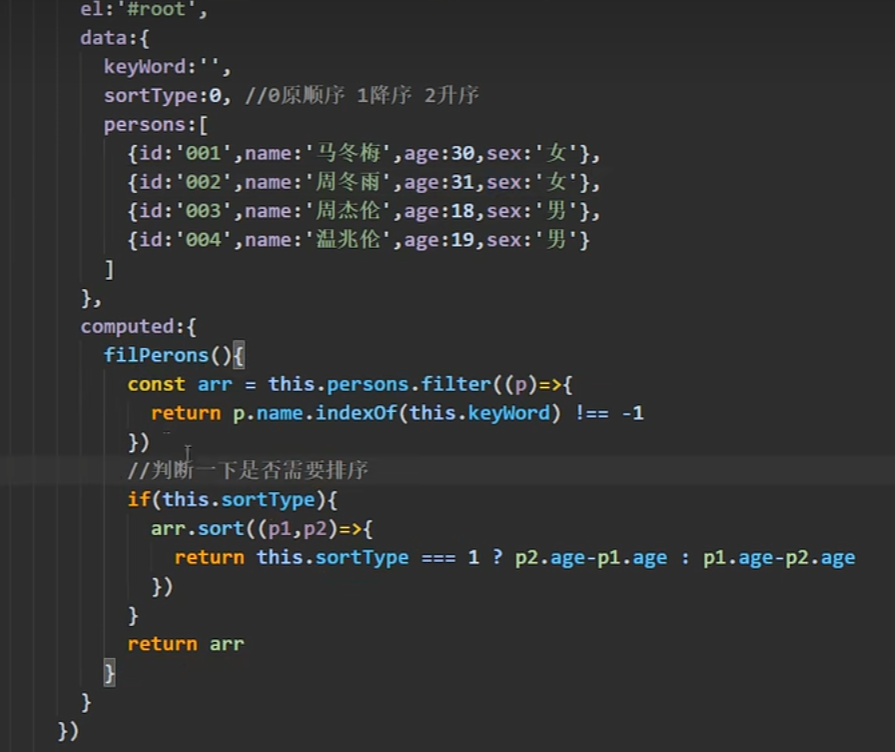 el:'#root',
data:{
keyWord:'',
sortType:0, //0原顺序 1降序 2升序
persons:[
{id:'001',name:'马冬梅',age:30,sex:'女'},
{id:'002',name:'周冬雨',age:31,sex:'女'},
{id:'003',name:'周杰伦',age:18,sex:'男'},
{id:'004',name:'温兆伦',age:19,sex:'男'}
]
},
computed:{
filPerons(){
const arr = this.persons.filter((p)=>{
return p.name.indexOf(this.keyWord) !== -1
})
//判断一下是否需要排序
if(this.sortType){
arr.sort((p1,p2)=>{
return this.sortType === 1 ? p2.age-p1.age : p1.age-p2.age
})
}
return arr
}
}
})